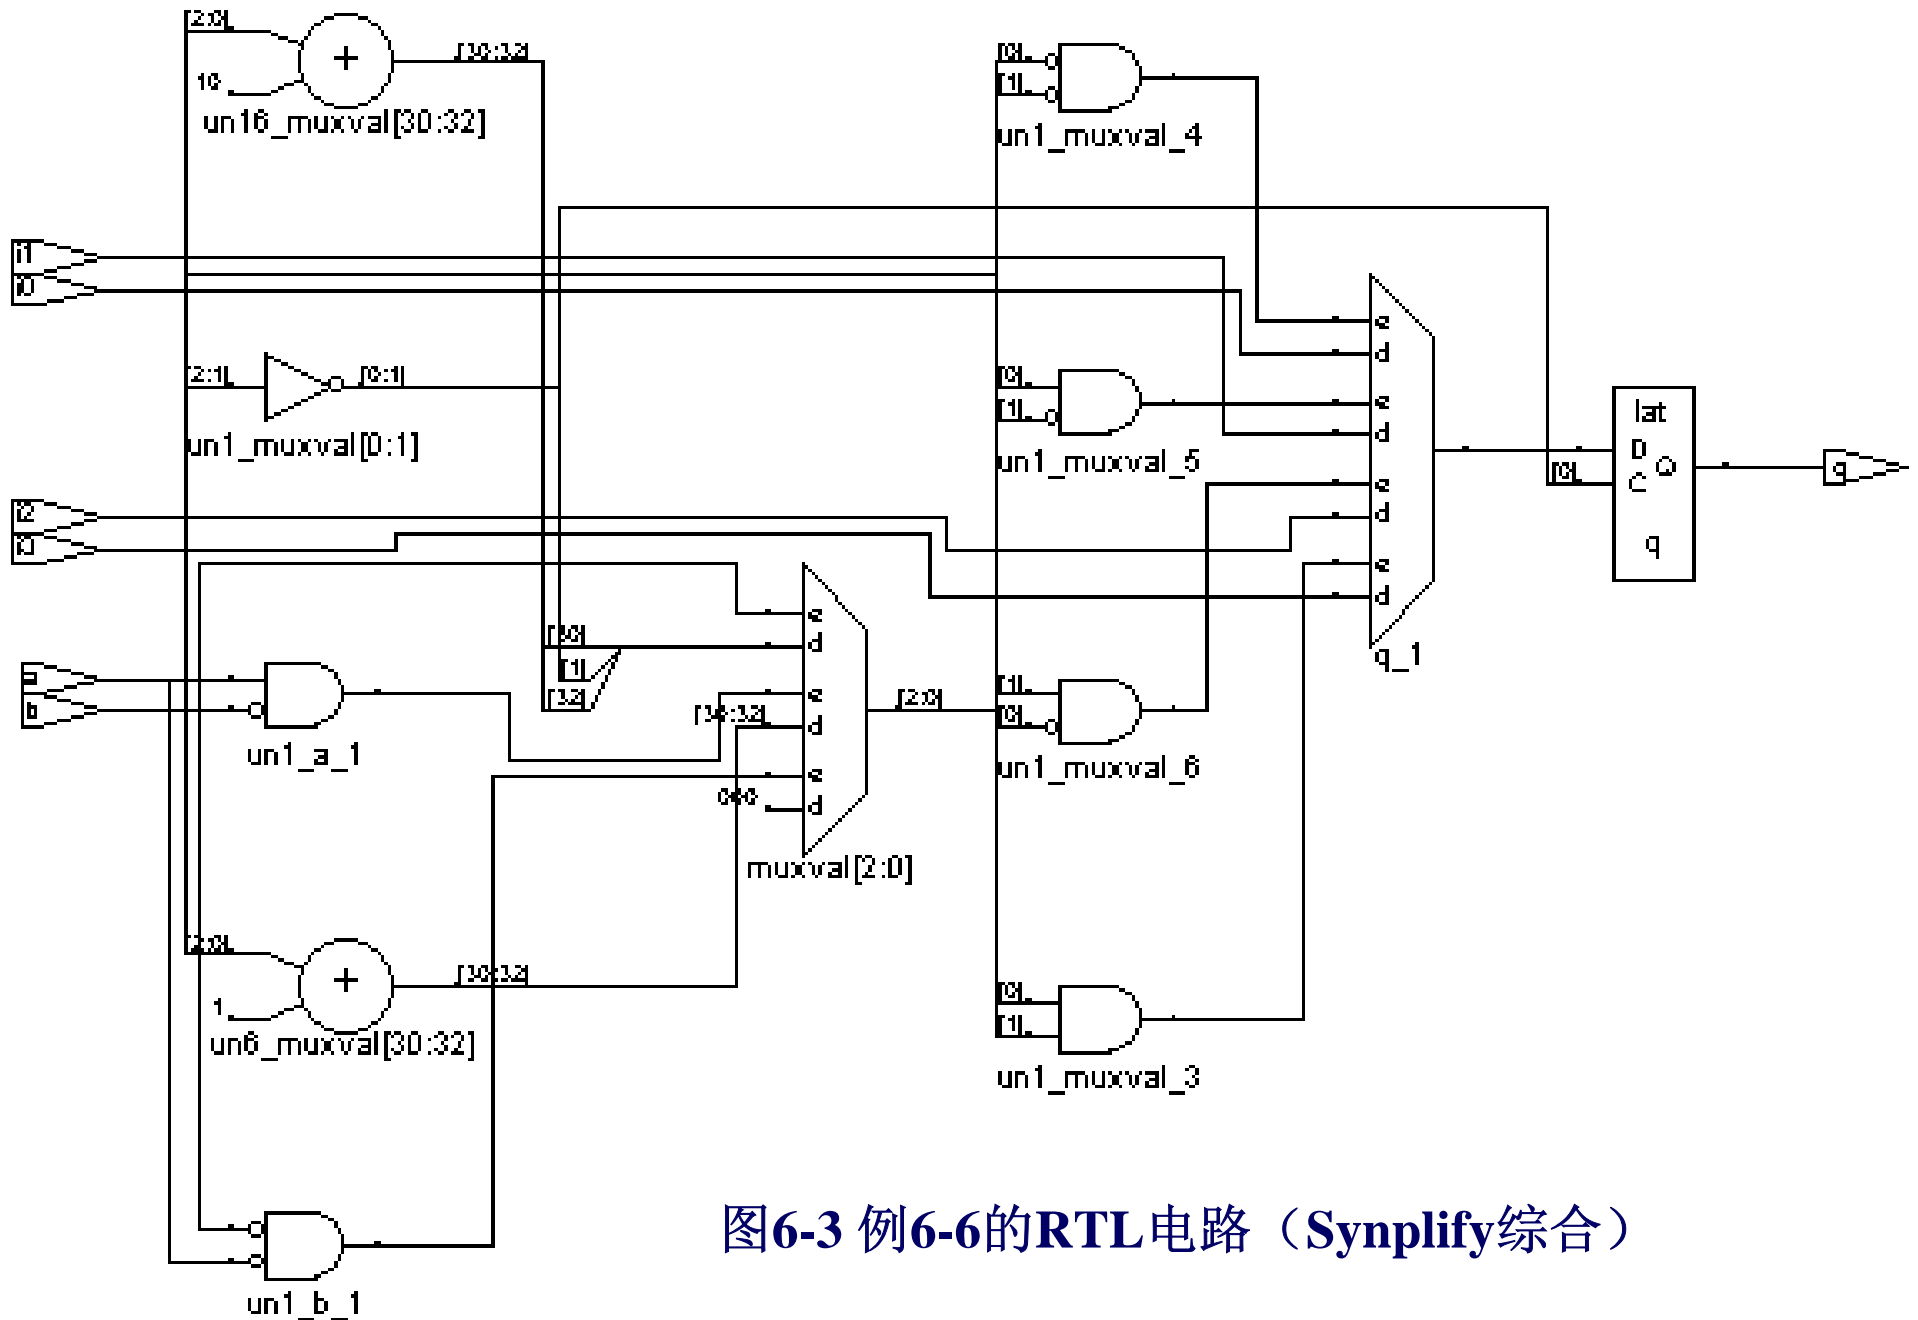 [2:0]
+
[30:32]
10
un16_muxval[30:32]
[0]
[1]
un1_muxval_4
i1
i0
[2:1]
[0:1]
un1_muxval[0:1]
[0]
[1]
un1_muxval_5
e
d
e
d
e
d
e
d
q_1
lat
D
Q
[0]
C
q
q
i2
i3
e
[30]
d
[1]
[32]
e
[30:32]
d
e
000
d
muxval[2:0]
[2:0]
a
b
un1_a_1
[1]
[0]
un1_muxval_6
[2:0]
+
[30:32]
1
un6_muxval[30:32]
[0]
[1]
un1_muxval_3
un1_b_1
图6-3 例6-6的RTL电路（Synplify综合）